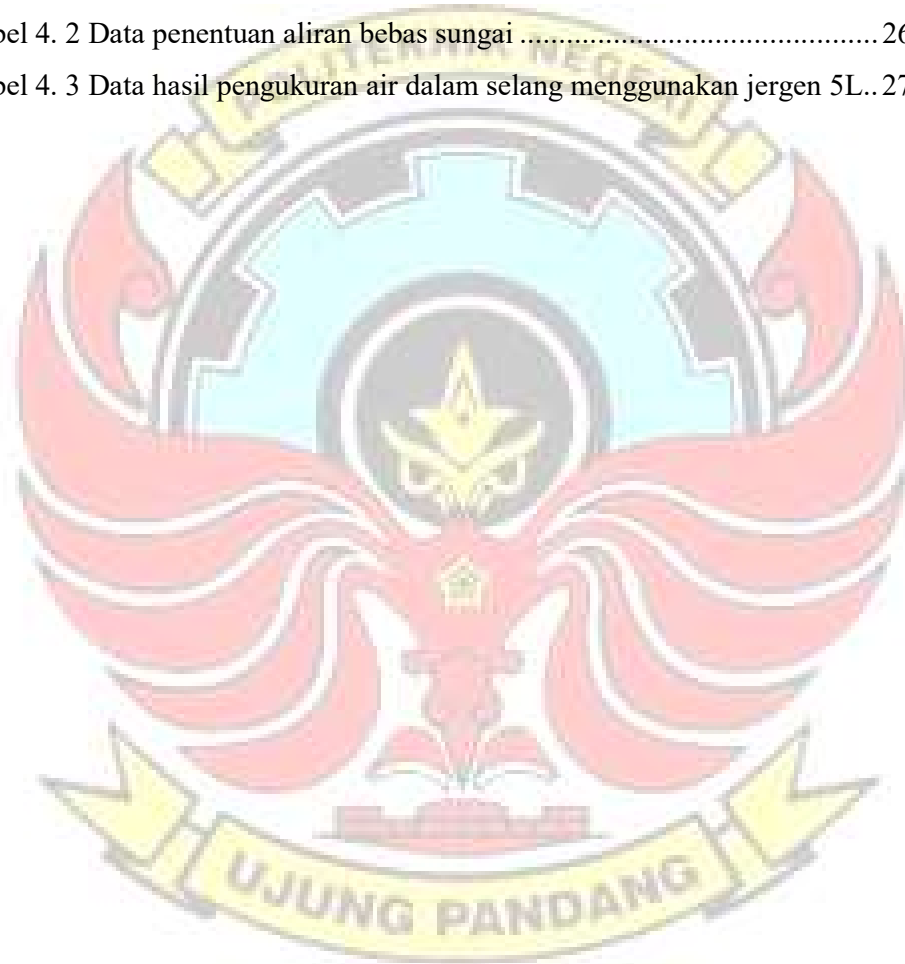 bel 4. 2 Data penentuan aliran bebas sungai ........................................ 26
bel 4. 3 Data hasil pengukuran air dalam selang menggunakan jergen 5L.. 27
POLITEKNIK NEGERI
UJUNG PANDANG